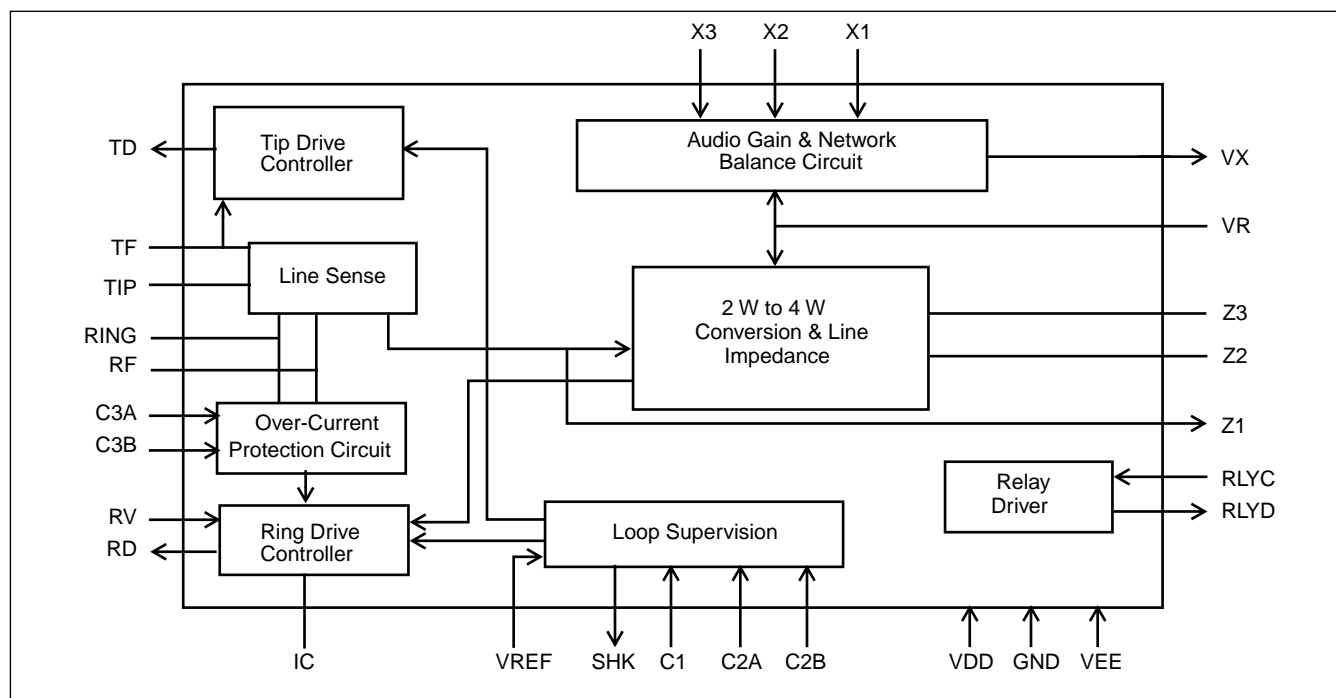 X3 X2 X1
Tip Drive
Controller
Audio Gain & Network
Balance Circuit
TD
VX
TF
VR
Line Sense
TIP
2 W to 4 W
Conversion & Line
Impedance
Z3
RING
Z2
RF
C3A
Over-Current
Protection Circuit
Z1
C3B
Relay
Driver
RLYC
RLYD
RV
Ring Drive
Controller
Loop Supervision
RD
IC VREF SHK C1 C2A C2B VDD GND VEE